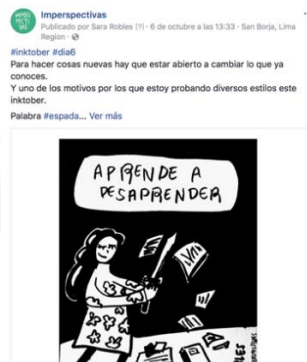 Imperspectivas
Publicado por Sara Robles [?] · 6 de octubre a las 13:33 · San Borja, Lima
Region ·
#inktober #dia6
Para hacer cosas nuevas hay que estar abierto a cambiar lo que ya
conoces.
Y uno de los motivos por los que estoy probando diversos estilos este
inktober.
Palabra #espada... Ver más
APRENDE A
DESAPRENDER